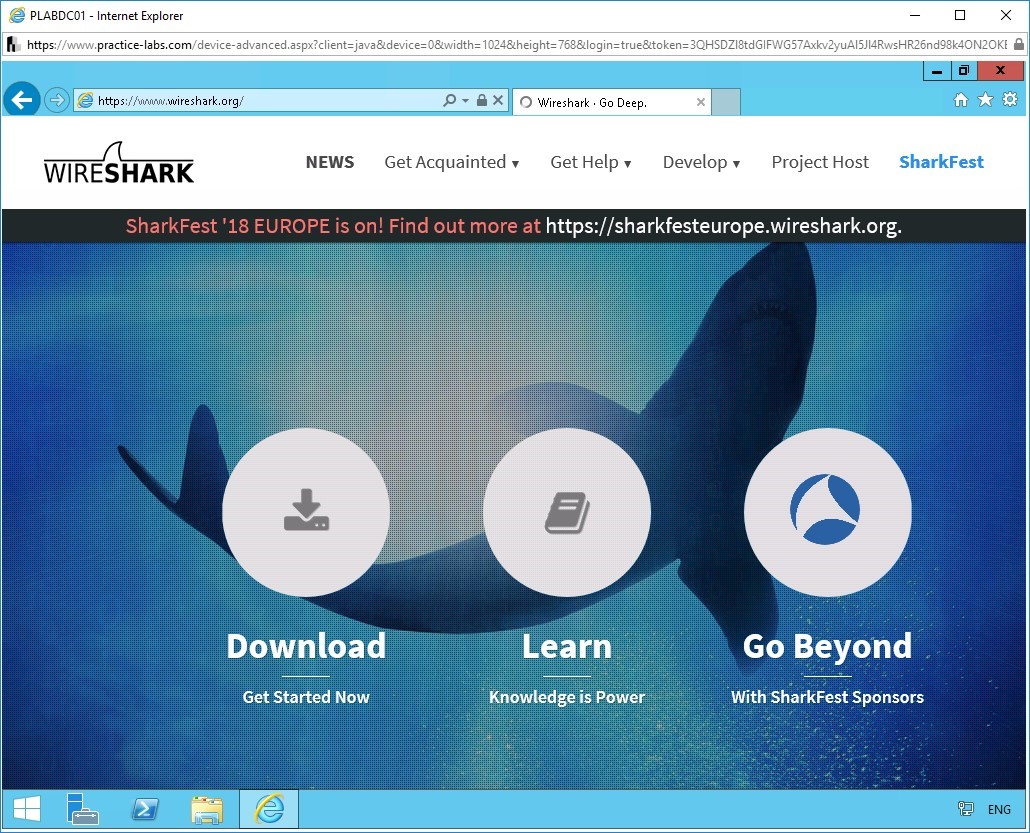 PLABDC01 - Internet Explorer
https://www.practice-labs.com/device-advanced.aspx?client=java&device=0&width=1024&height=768&login=true&token=
https://www.wireshark.org/
Wireshark · Go Deep.
WIRESHARK
NEWS
Get Acquainted ▼
Get Help ▼
Develop ▼
Project Host
SharkFest
SharkFest '18 EUROPE is on! Find out more at https://sharkfesteurope.wireshark.org.
Download
Get Started Now
Learn
Knowledge is Power
Go Beyond
With SharkFest Sponsors
ENG